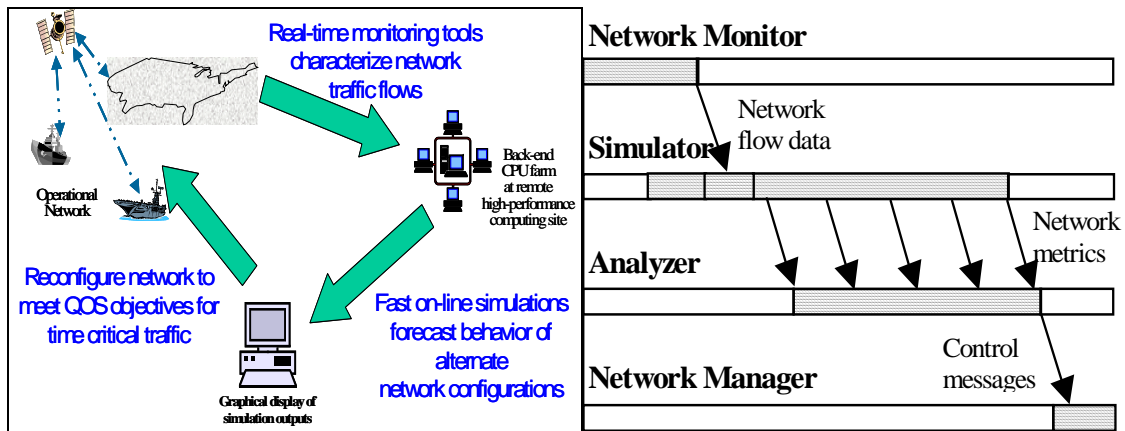 Real-time monitoring tools
characterize network
traffic flows
Operational
Network
Back-end
CPU farm
at remote
high-performance
computing site
Reconfigure network to
meet QOS objectives for
time critical traffic
Fast on-line simulations
forecast behavior of
alternate
network configurations
Graphical display of
simulation outputs
Network Monitor
Network
flow data
Simulator
Network
metrics
Analyzer
Control
messages
Network Manager